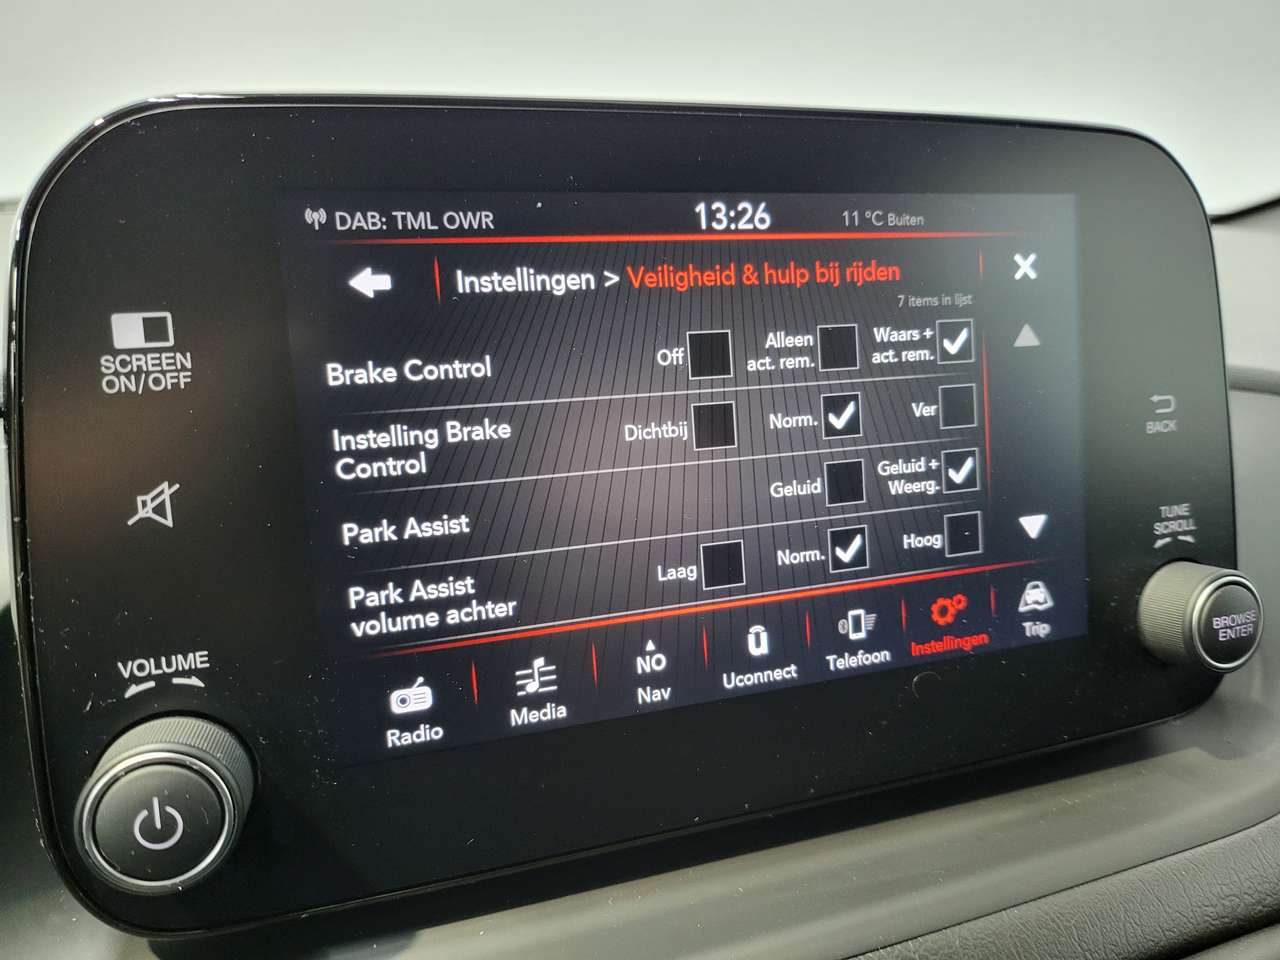 DAB: TML OWR 13:26 11 °C Buiten
Instellingen > Veiligheid & hulp bij rijden
7 items in lijst
Brake Control Off Alleen act. rem. Waars + act. rem.
Instelling Brake Control Dichtbij Norm. Ver
Park Assist Geluid Geluid + Weerg.
Park Assist volume achter Laag Norm. Hoog
Radio Media NO Nav Uconnect Telefoon Instellingen Trip
SCREEN
ON/OFF
VOLUME
BACK
TUNE
SCROLL
BROWSE
ENTER